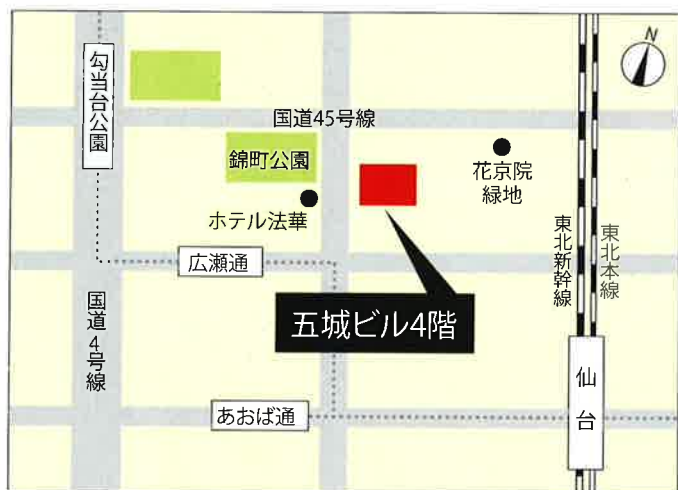 N
勾当台公園
国道45号線
錦町公園
花京院
緑地
ホテル法華
東北新幹線
東北本線
広瀬通
国道4号線
五城ビル4階
仙台
あおば通